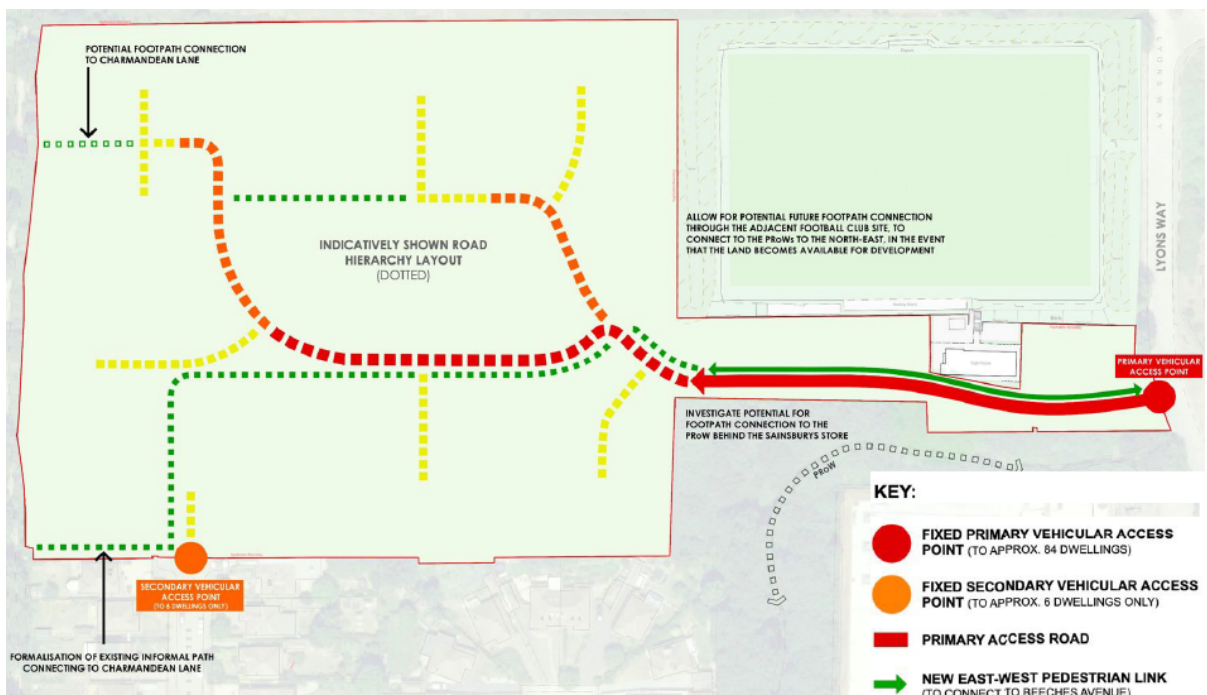 POTENTIAL FOOTPATH CONNECTION
TO CHARMANDEAN LANE
INDICATIVELY SHOWN ROAD
HIERARCHY LAYOUT
(DOTTED)
ALLOW FOR POTENTIAL FUTURE FOOTPATH CONNECTION
THROUGH THE ADJACENT FOOTBALL CLUB SITE, TO
CONNECT TO THE PRoWs TO THE NORTH-EAST, IN THE EVENT
THAT THE LAND BECOMES AVAILABLE FOR DEVELOPMENT
LYONS WAY
LYONS WAY
PRIMARY VEHICULAR
ACCESS POINT
INVESTIGATE POTENTIAL FOR
FOOTPATH CONNECTION TO THE
PRoW BEHIND THE SAINSBURYS STORE
PRoW
SECONDARY VEHICULAR
ACCESS POINT
(TO 6 DWELLINGS ONLY)
FORMALISATION OF EXISTING INFORMAL PATH
CONNECTING TO CHARMANDEAN LANE
KEY:
FIXED PRIMARY VEHICULAR ACCESS
POINT (TO APPROX. 84 DWELLINGS)
FIXED SECONDARY VEHICULAR ACCESS
POINT (TO APPROX. 6 DWELLINGS ONLY)
PRIMARY ACCESS ROAD
NEW EAST-WEST PEDESTRIAN LINK
(TO CONNECT TO BEECHES AVENUE)